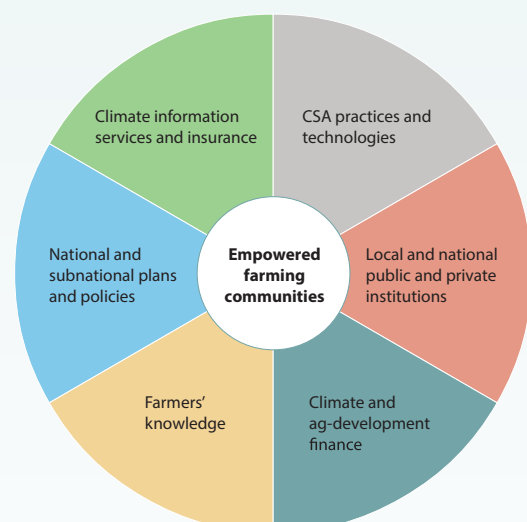 Climate information
services and insurance
CSA practices and
technologies
National and
subnational plans
and policies
Empowered
farming
communities
Local and national
public and private
institutions
Farmers’
knowledge
Climate and
ag-development
finance